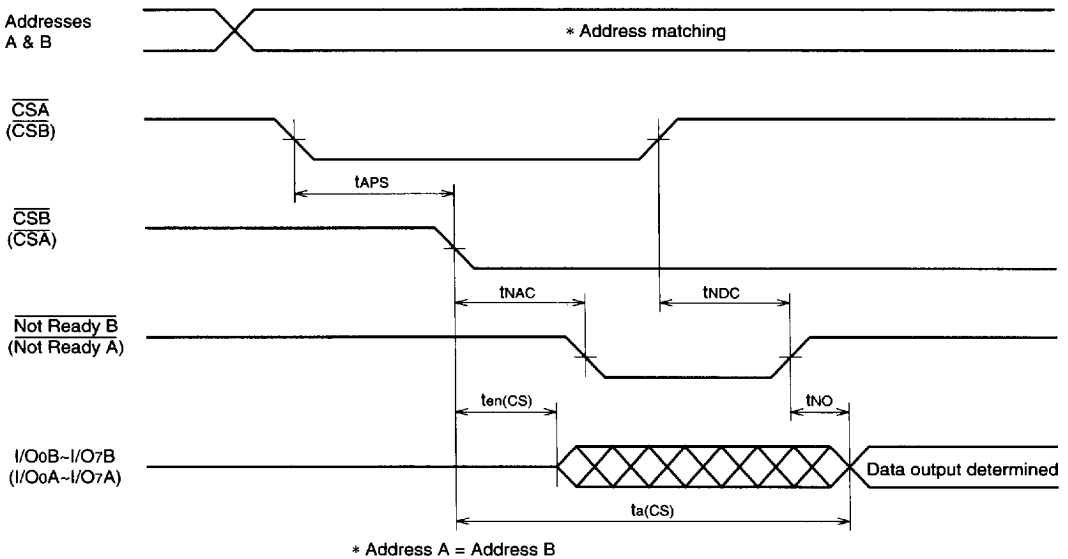 Addresses
A & B
* Address matching
CSA
(CSB)
tAPS
CSB
(CSA)
tNAC
tNDC
Not Ready B
(Not Ready A)
ten(CS)
tNO
I/O0B~I/O7B
(I/O0A~I/O7A)
Data output determined
ta(CS)
* Address A = Address B